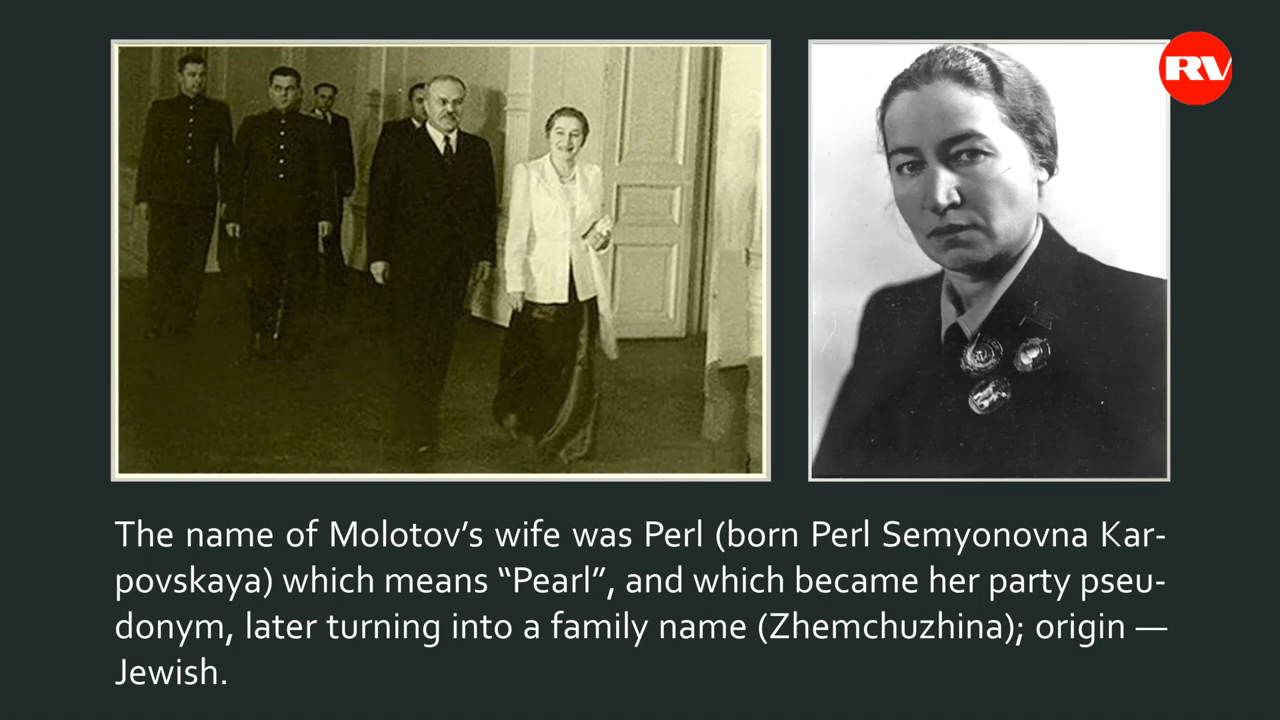 RV
The name of Molotov’s wife was Perl (born Perl Semyonovna Kar-
povskaya) which means “Pearl”, and which became her party pseu-
donym, later turning into a family name (Zhemchuzhina); origin —
Jewish.